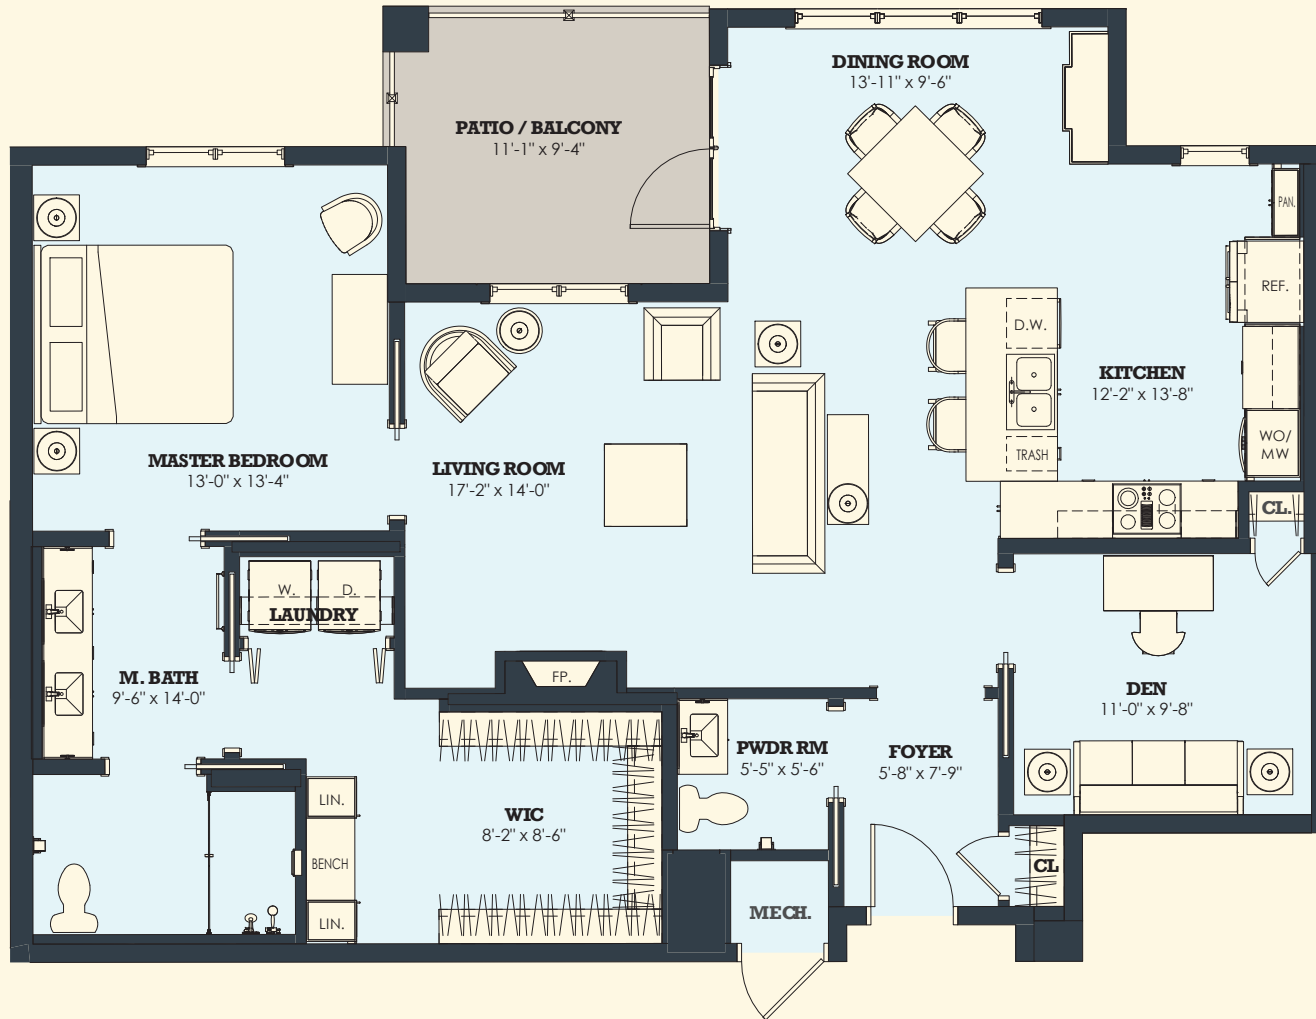 DINING ROOM
13'-11" x 9'-6"
PATIO / BALCONY
11'-1" x 9'-4"
PAN.
REF.
D.W.
KITCHEN
12'-2" x 13'-8"
WO/
MW
TRASH
MASTER BEDROOM
13'-0" x 13'-4"
LIVING ROOM
17'-2" x 14'-0"
CL.
W.
D.
LAUNDRY
M. BATH
9'-6" x 14'-0"
FP.
DEN
11'-0" x 9'-8"
PWDR RM
5'-5" x 5'-6"
FOYER
5'-8" x 7'-9"
LIN.
WIC
8'-2" x 8'-6"
BENCH
CL
MECH.
LIN.